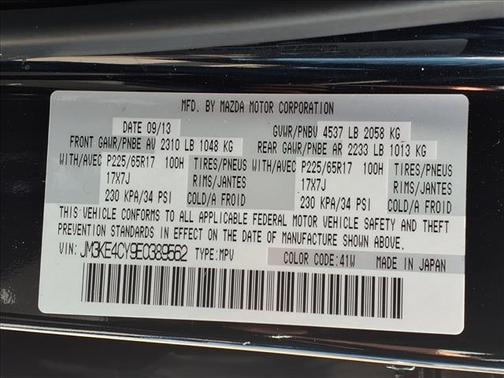 MFD. BY MAZDA MOTOR CORPORATION
DATE 09/13 GVWR/PNBV 4537 LB 2058 KG
FRONT GAWR/PNBE AV 2310 LB 1048 KG REAR GAWR/PNBE AR 2233 LB 1013 KG
WITH/AVEC P225/65R17 100H TIRES/PNEUS WITH/AVEC P225/65R17 100H TIRES/PNEUS
17X7J RIMS/JANTES 17X7J RIMS/JANTES
230 KPA/34 PSI COLD/A FROID 230 KPA/34 PSI COLD/A FROID
THIS VEHICLE CONFORMS TO ALL APPLICABLE FEDERAL MOTOR VEHICLE SAFETY AND THEFT
PREVENTION STANDARDS IN EFFECT ON THE DATE OF MANUFACTURE SHOWN ABOVE.
VIN: JM3KE4CY9E0389562 TYPE:MPV COLOR CODE:41W MADE IN JAPAN